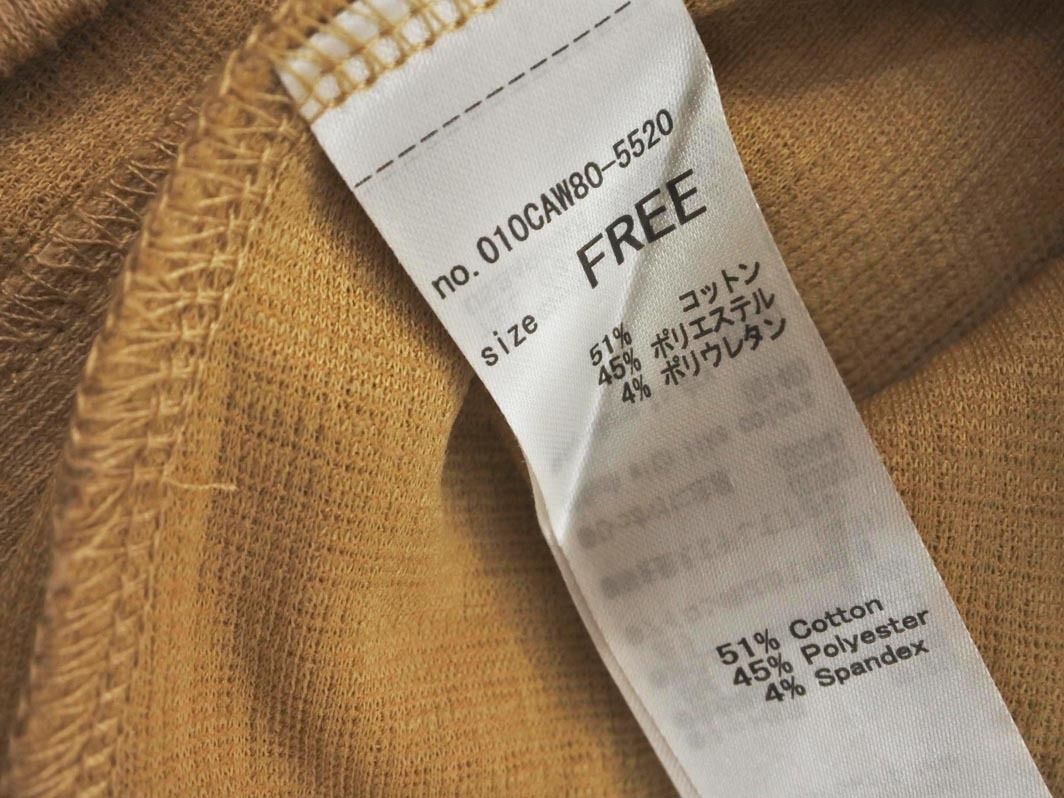 no. 010CAW80-5520
size FREE
51% コットン
45% ポリエステル
4% ポリウレタン
51% Cotton
45% Polyester
4% Spandex